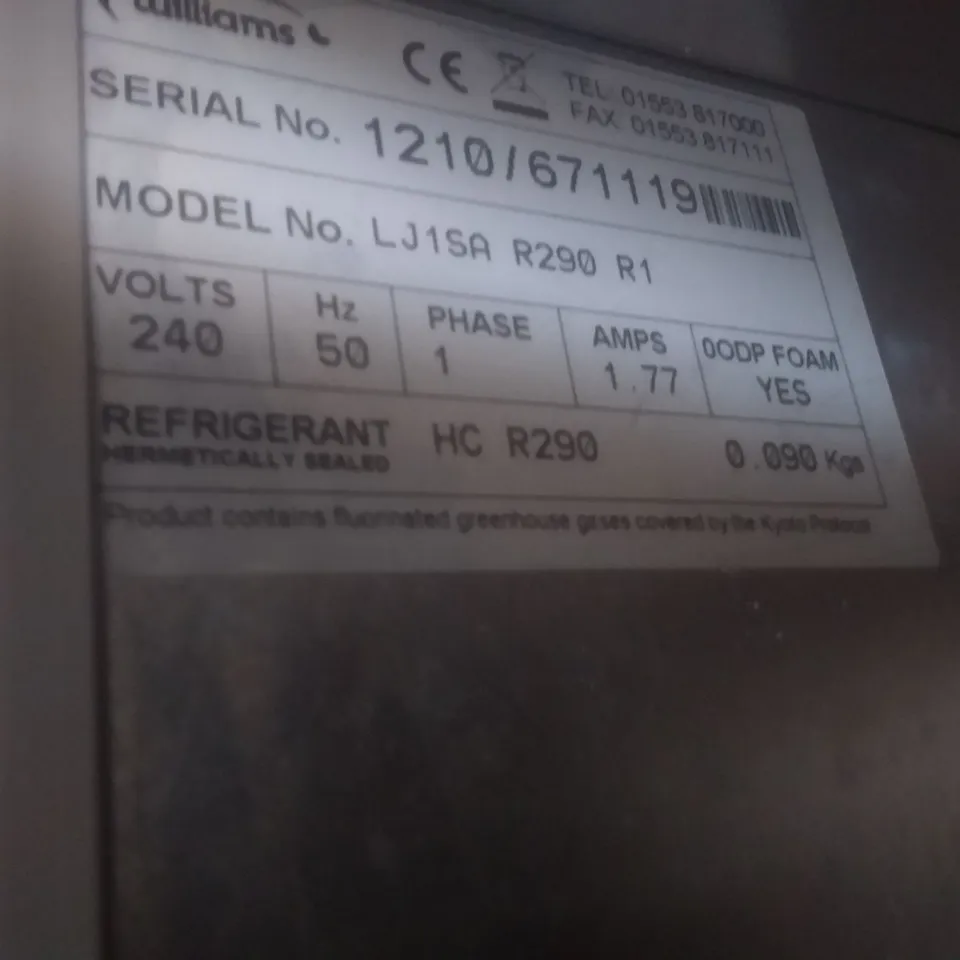 Williams
CE
TEL: 01553 817000
FAX: 01553 817111
SERIAL No. 1210/671119
MODEL No. LJ1SA R290 R1
VOLTS Hz PHASE AMPS 0ODP FOAM
240 50 1 1.77 YES
REFRIGERANT HC R290 0.090 Kgs
HERMETICALLY SEALED
Product contains fluorinated greenhouse gases covered by the Kyoto Protocol